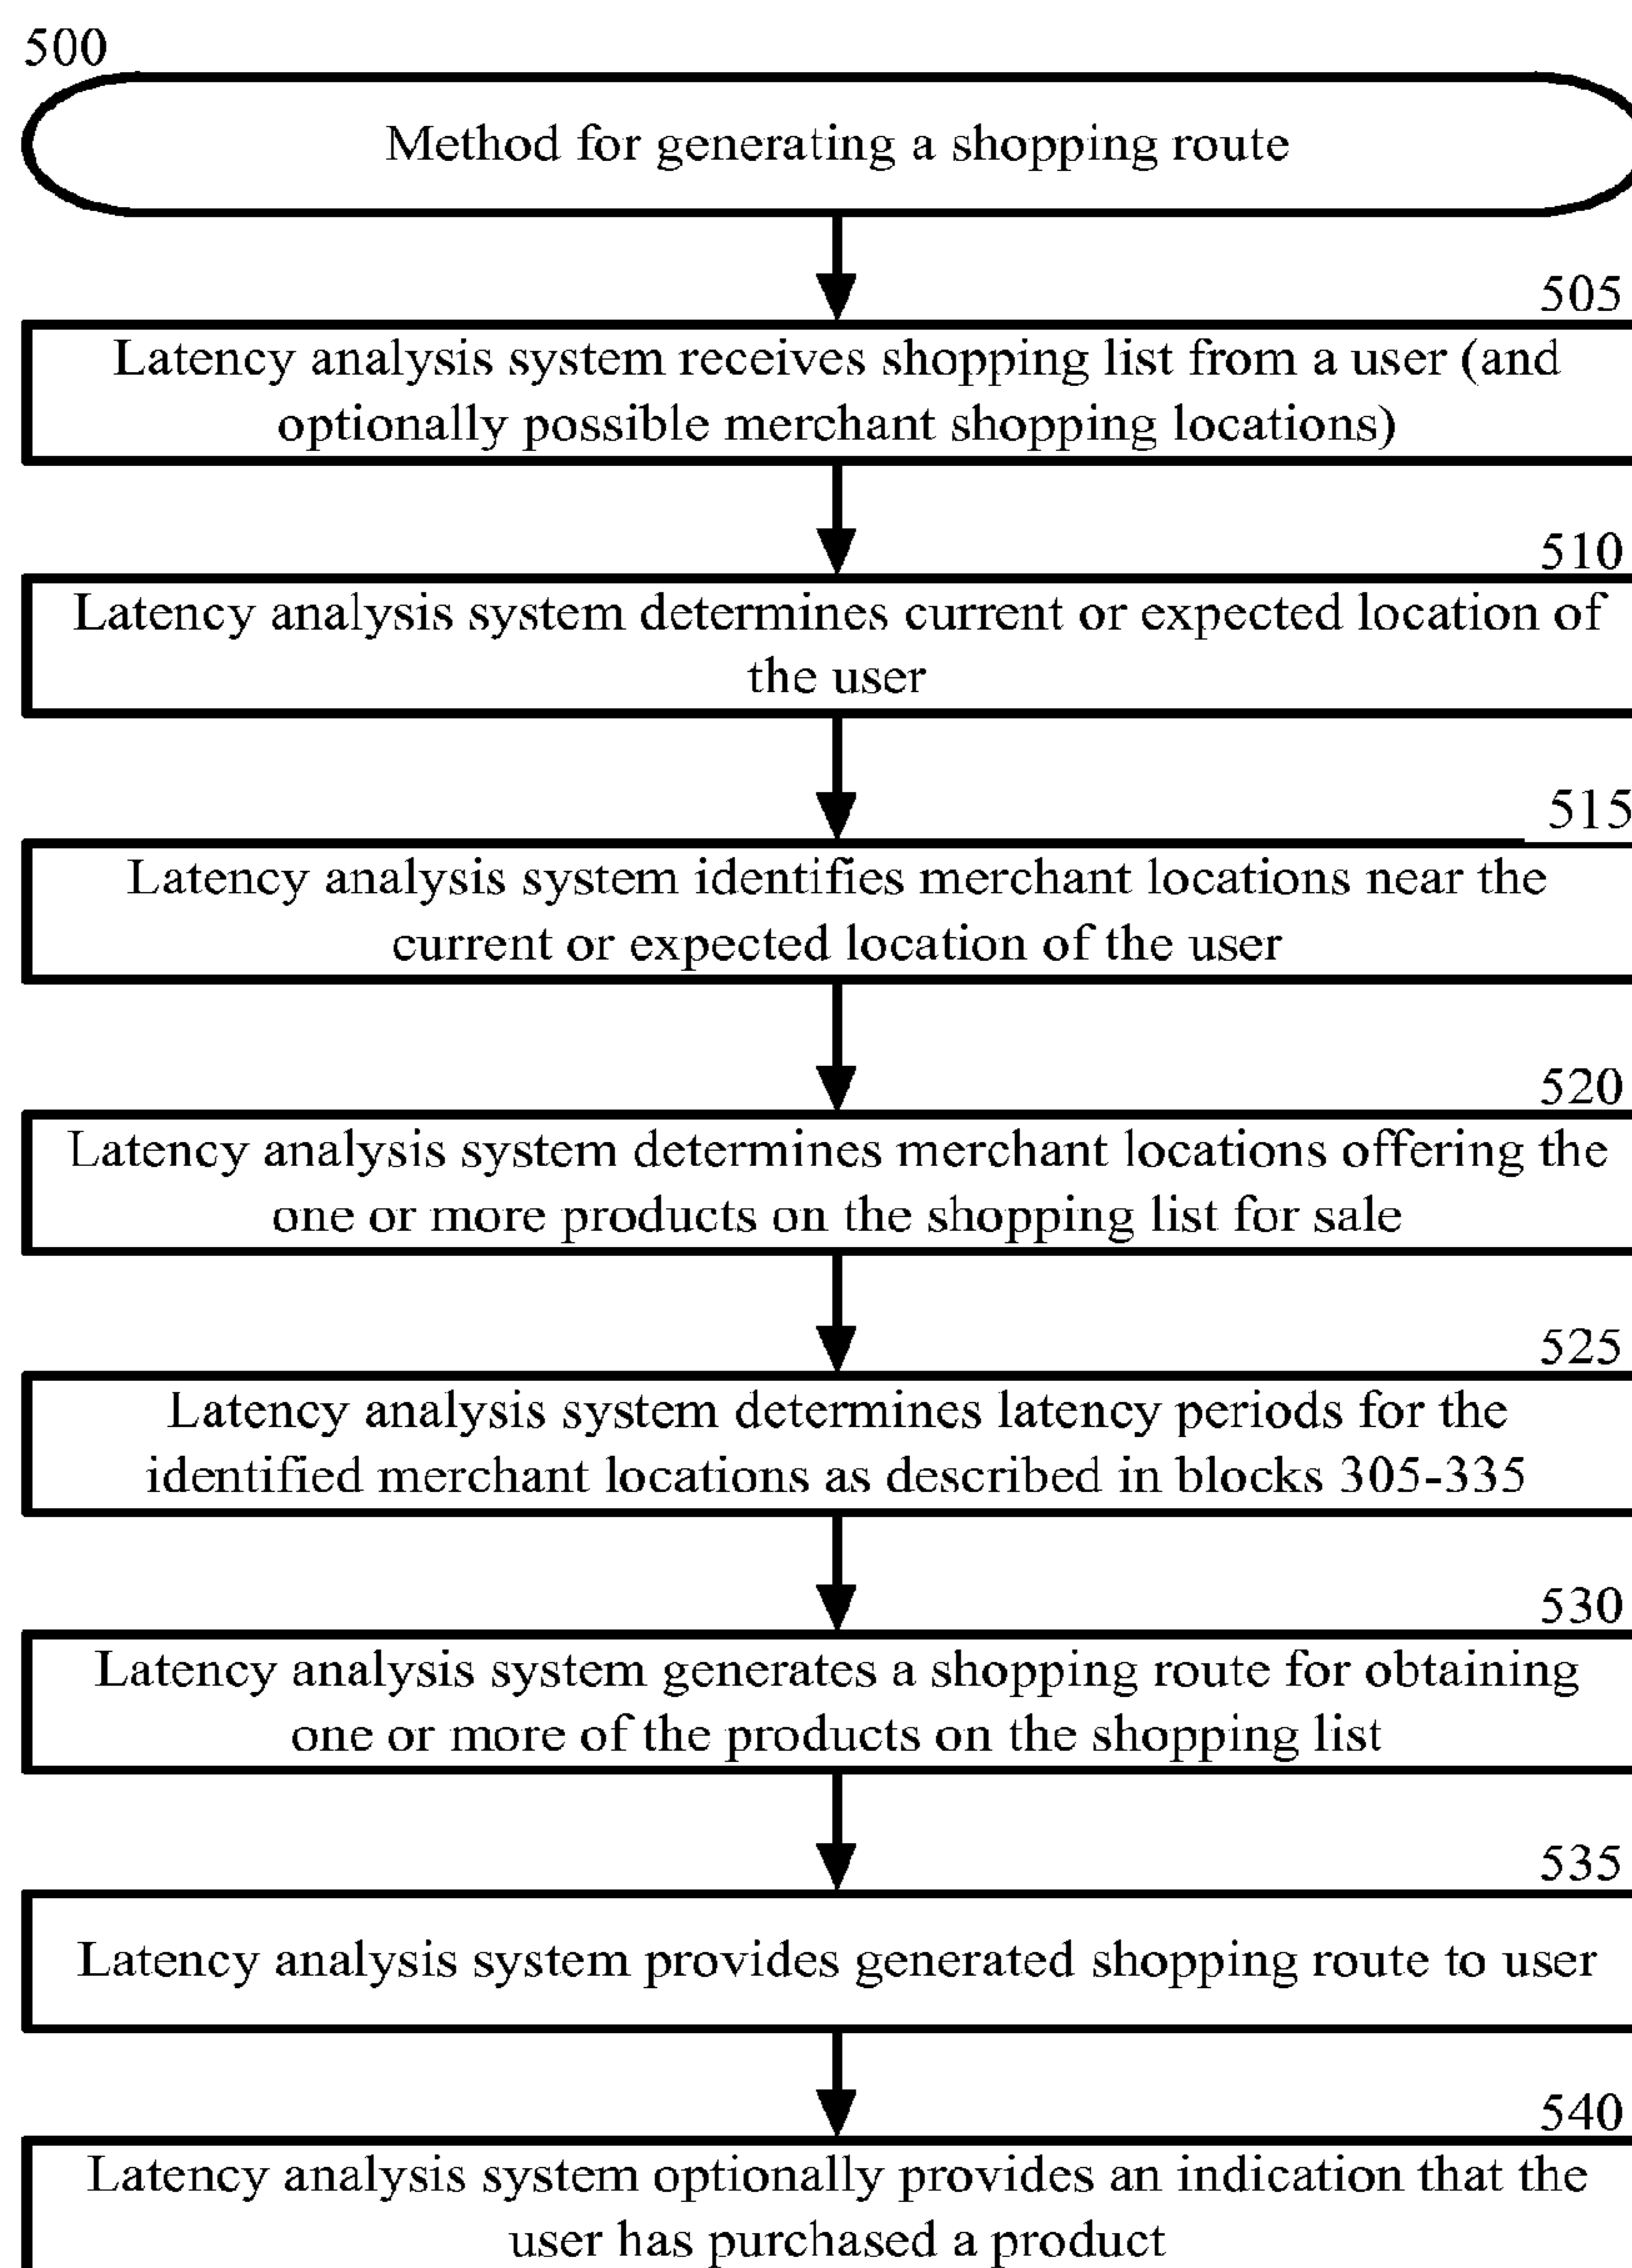 500
Method for generating a shopping route
505
Latency analysis system receives shopping list from a user (and
optionally possible merchant shopping locations)
510
Latency analysis system determines current or expected location of
the user
515
Latency analysis system identifies merchant locations near the
current or expected location of the user
520
Latency analysis system determines merchant locations offering the
one or more products on the shopping list for sale
525
Latency analysis system determines latency periods for the
identified merchant locations as described in blocks 305-335
530
Latency analysis system generates a shopping route for obtaining
one or more of the products on the shopping list
535
Latency analysis system provides generated shopping route to user
540
Latency analysis system optionally provides an indication that the
user has purchased a product